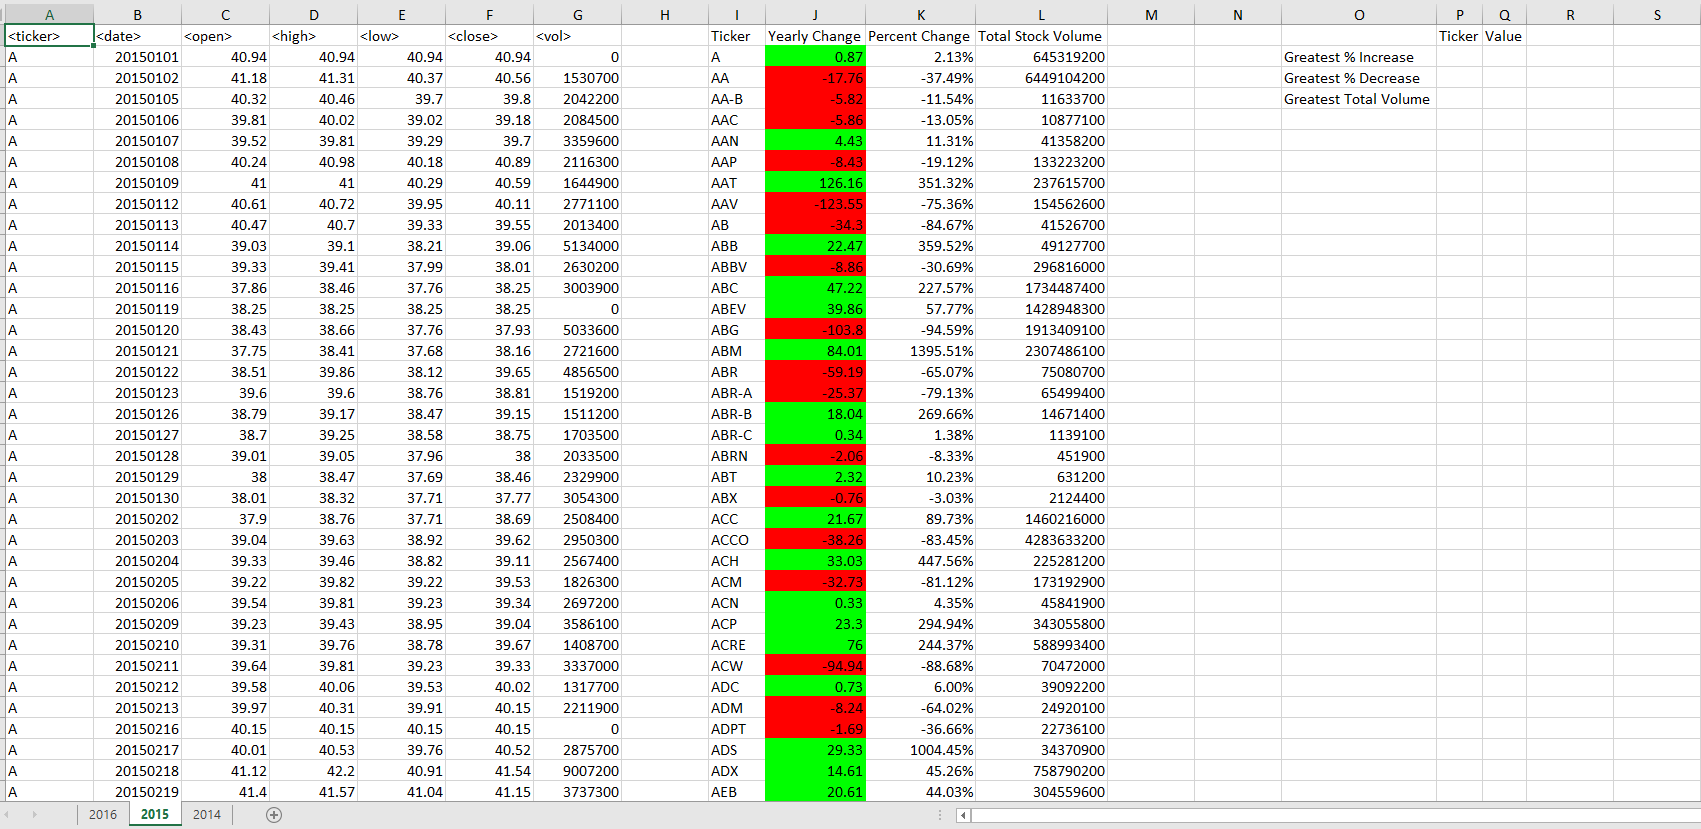 A B C D E F G H I J K L M N O P Q R S
<ticker> <date> <open> <high> <low> <close> <vol> Ticker Yearly Change Percent Change Total Stock Volume Ticker Value
A 20150101 40.94 40.94 40.94 40.94 0 A 0.87 2.13% 645319200 Greatest % Increase
A 20150102 41.18 41.31 40.37 40.56 1530700 AA -17.76 -37.49% 6449104200 Greatest % Decrease
A 20150105 40.32 40.46 39.7 39.8 2042200 AA-B -5.82 -11.54% 11633700 Greatest Total Volume
A 20150106 39.81 40.02 39.02 39.18 2084500 AAC -5.86 -13.05% 10877100
A 20150107 39.52 39.81 39.29 39.7 3359600 AAN 4.43 11.31% 41358200
A 20150108 40.24 40.98 40.18 40.89 2116300 AAP -8.43 -19.12% 133223200
A 20150109 41 41 40.29 40.59 1644900 AAT 126.16 351.32% 237615700
A 20150112 40.61 40.72 39.95 40.11 2771100 AAV -123.55 -75.36% 154562600
A 20150113 40.47 40.7 39.33 39.55 2013400 AB -34.3 -84.67% 41526700
A 20150114 39.03 39.1 38.21 39.06 5134000 ABB 22.47 359.52% 49127700
A 20150115 39.33 39.41 37.99 38.01 2630200 ABBV -8.86 -30.69% 296816000
A 20150116 37.86 38.46 37.76 38.25 3003900 ABC 47.22 227.57% 1734487400
A 20150119 38.25 38.25 38.25 38.25 0 ABEV 39.86 57.77% 1428948300
A 20150120 38.43 38.66 37.76 37.93 5033600 ABG -103.8 -94.59% 1913409100
A 20150121 37.75 38.41 37.68 38.16 2721600 ABM 84.01 1395.51% 2307486100
A 20150122 38.51 39.86 38.12 39.65 4856500 ABR -59.19 -65.07% 75080700
A 20150123 39.6 39.6 38.76 38.81 1519200 ABR-A -25.37 -79.13% 65499400
A 20150126 38.79 39.17 38.47 39.15 1511200 ABR-B 18.04 269.66% 14671400
A 20150127 38.7 39.25 38.58 38.75 1703500 ABR-C 0.34 1.38% 1139100
A 20150128 39.01 39.05 37.96 38 2033500 ABRN -2.06 -8.33% 451900
A 20150129 38 38.47 37.69 38.46 2329900 ABT 2.32 10.23% 631200
A 20150130 38.01 38.32 37.71 37.77 3054300 ABX -0.76 -3.03% 2124400
A 20150202 37.9 38.76 37.71 38.69 2508400 ACC 21.67 89.73% 1460216000
A 20150203 39.04 39.63 38.92 39.62 2950300 ACCO -38.26 -83.45% 4283633200
A 20150204 39.33 39.46 38.82 39.11 2567400 ACH 33.03 447.56% 225281200
A 20150205 39.22 39.82 39.22 39.53 1826300 ACM -32.73 -81.12% 173192900
A 20150206 39.54 39.81 39.23 39.34 2697200 ACN 0.33 4.35% 45841900
A 20150209 39.23 39.43 38.95 39.04 3586100 ACP 23.3 294.94% 343055800
A 20150210 39.31 39.76 38.78 39.67 1408700 ACRE 76 244.37% 588993400
A 20150211 39.64 39.81 39.23 39.33 3337000 ACW -94.94 -88.68% 70472000
A 20150212 39.58 40.06 39.53 40.02 1317700 ADC 0.73 6.00% 39092200
A 20150213 39.97 40.31 39.91 40.15 2211900 ADM -8.24 -64.02% 24920100
A 20150216 40.15 40.15 40.15 40.15 0 ADPT -1.69 -36.66% 22736100
A 20150217 40.01 40.53 39.76 40.52 2875700 ADS 29.33 1004.45% 34370900
A 20150218 41.12 42.2 40.91 41.54 9007200 ADX 14.61 45.26% 758790200
A 20150219 41.4 41.57 41.04 41.15 3737300 AEB 20.61 44.03% 304559600
2016 2015 2014